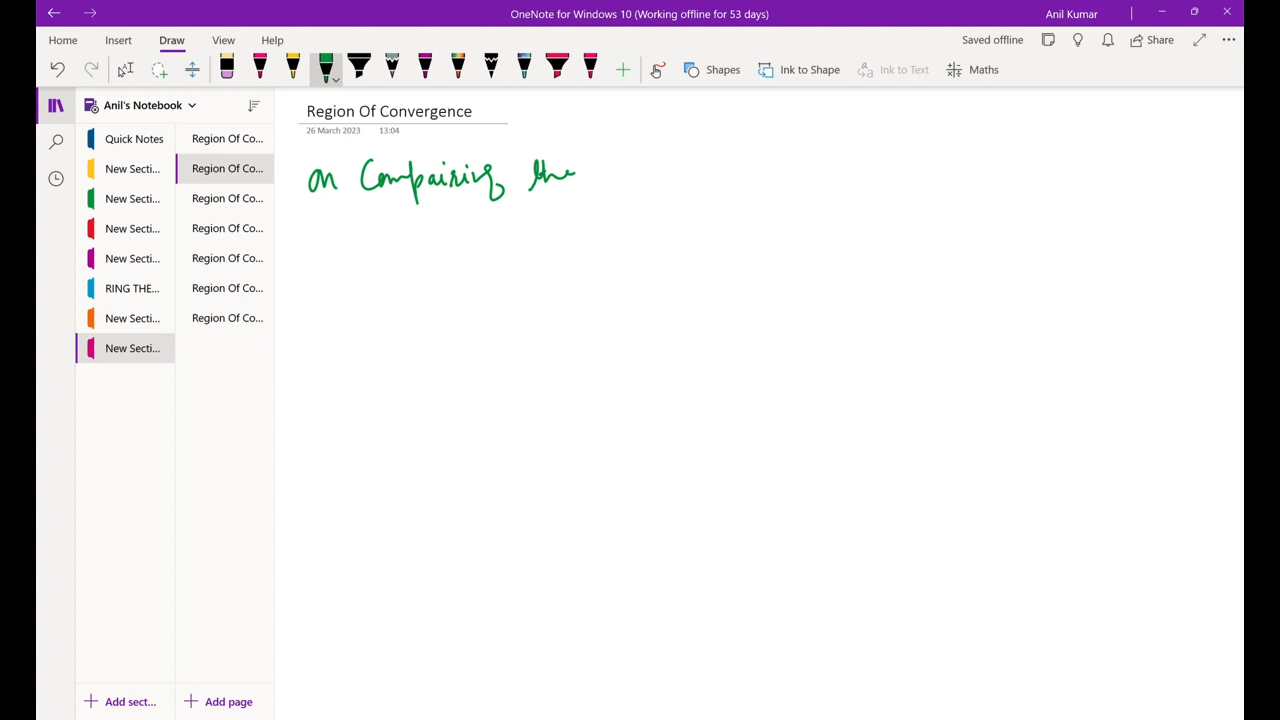 OneNote for Windows 10 (Working offline for 53 days)
Anil Kumar
Home Insert Draw View Help
Saved offline Share
Shapes Ink to Shape Ink to Text Maths
Anil's Notebook
Quick Notes
New Secti...
New Secti...
New Secti...
New Secti...
RING THE...
New Secti...
New Secti...
Add sect...
Region Of Co...
Region Of Co...
Region Of Co...
Region Of Co...
Region Of Co...
Region Of Co...
Region Of Co...
Add page
Region Of Convergence
26 March 2023 13:04
On Compairing the